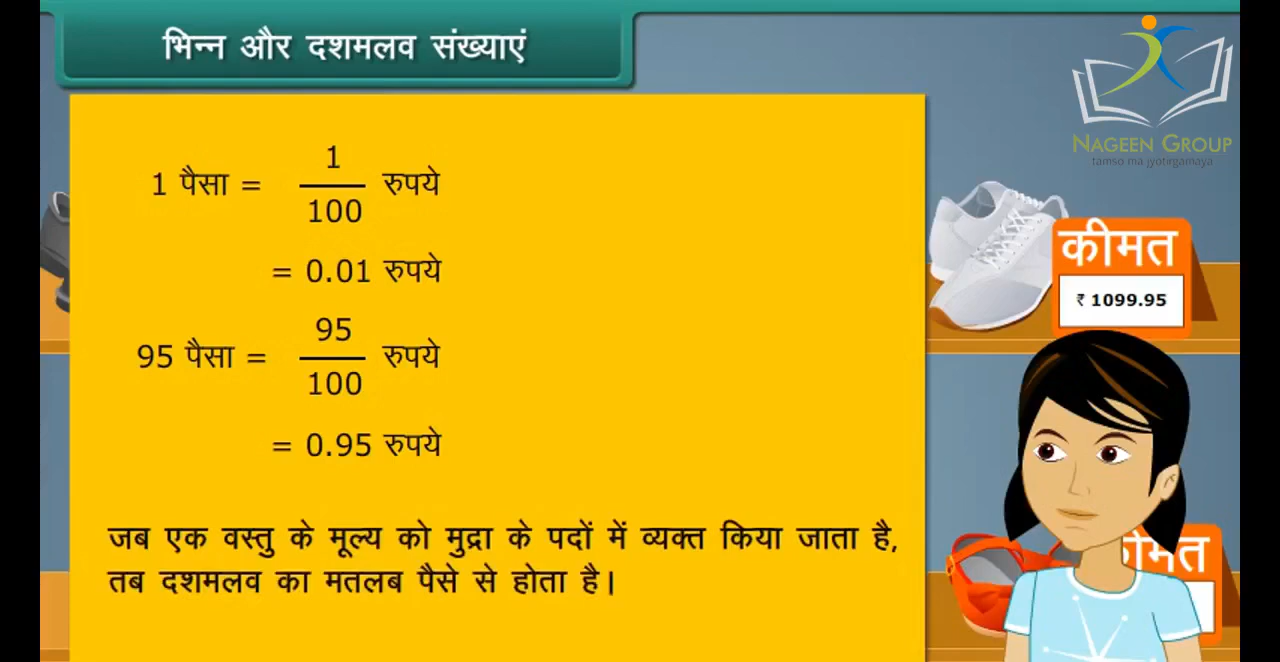 भिन्न और दशमलव संख्याएं
NAGEEN GROUP
tamso ma jyotirgamaya
1 पैसा = 1/100 रुपये
= 0.01 रुपये
95 पैसा = 95/100 रुपये
= 0.95 रुपये
जब एक वस्तु के मूल्य को मुद्रा के पदों में व्यक्त किया जाता है,
तब दशमलव का मतलब पैसे से होता है।
कीमत
₹ 1099.95
कीमत